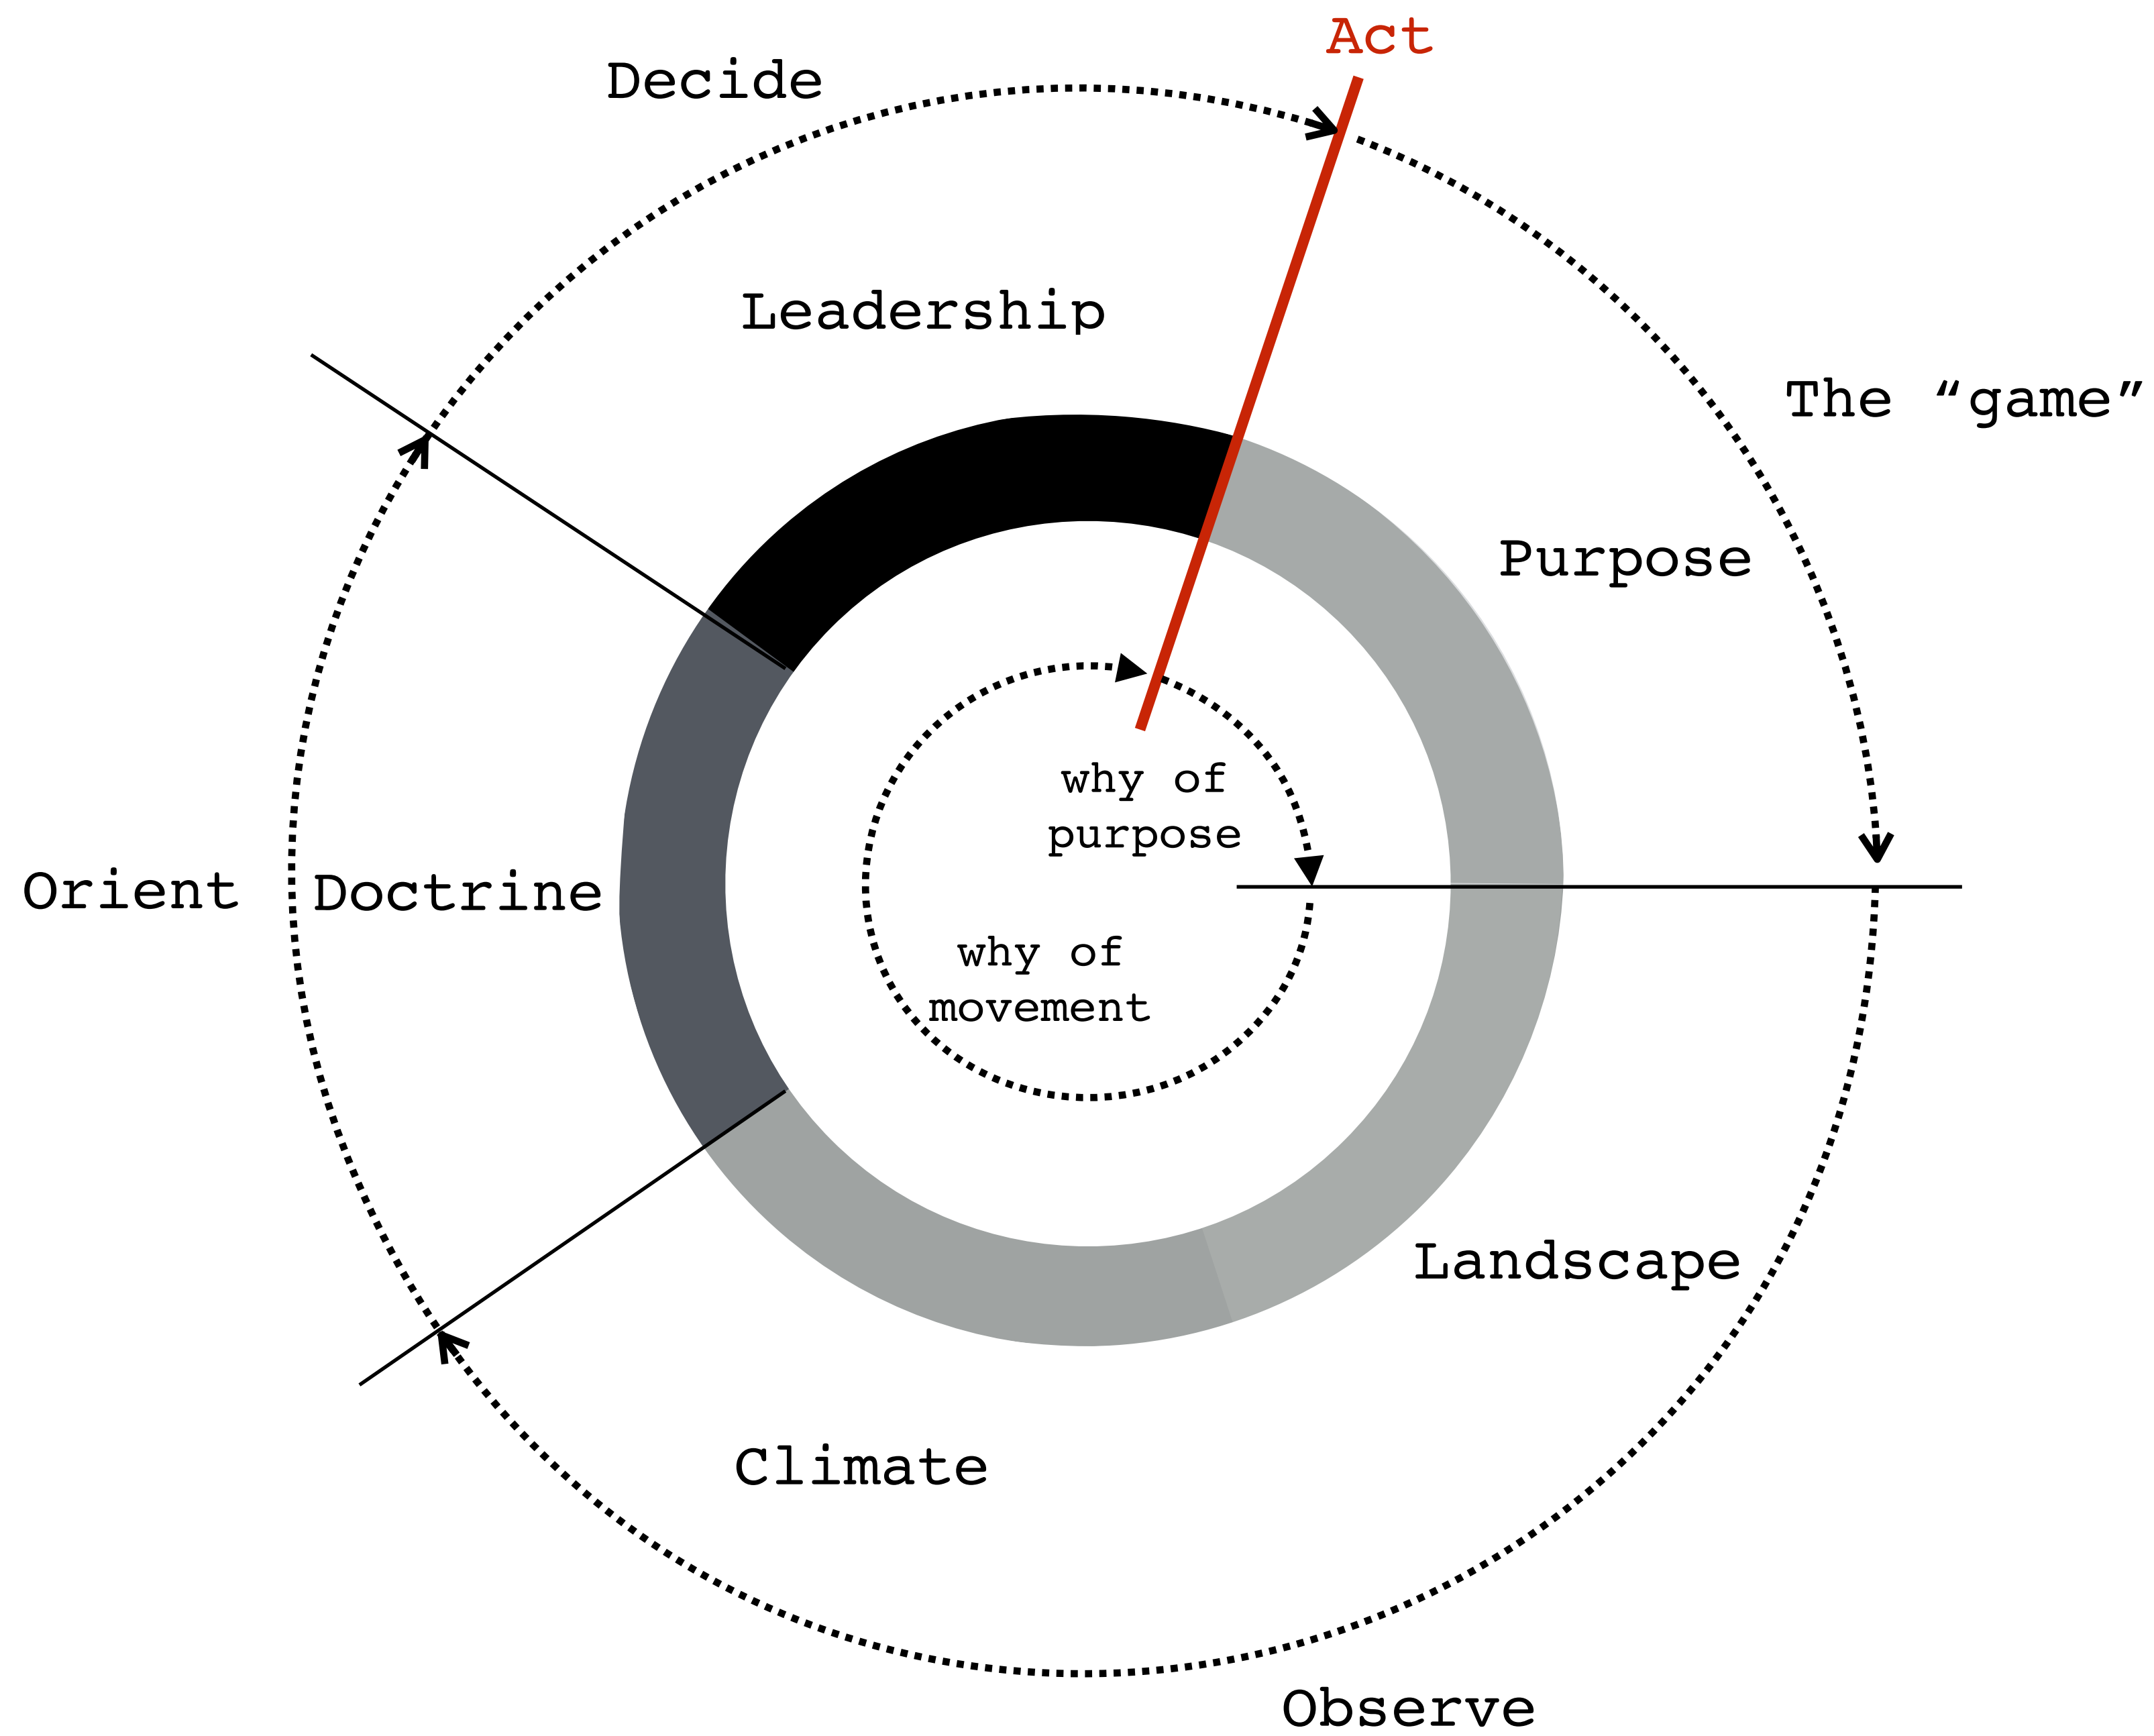 Act
Decide
Leadership
The “game”
Purpose
why of
purpose
Orient
Doctrine
why of
movement
Landscape
Climate
Observe